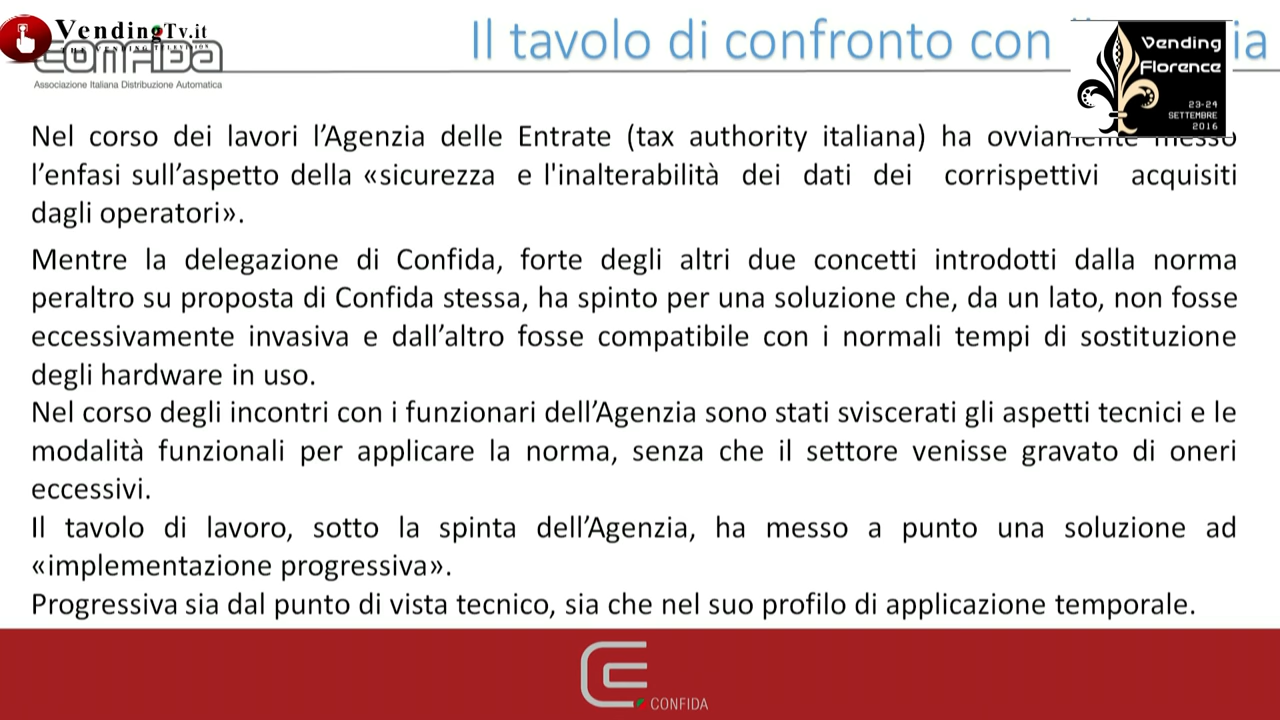 VendingTv.it
THE VENDING TELEVISION
CONFIDA
Associazione Italiana Distribuzione Automatica
Il tavolo di confronto con
Vending
Florence
23-24
SETTEMBRE
2016
Nel corso dei lavori l’Agenzia delle Entrate (tax authority italiana) ha ovviamente messo
l’enfasi sull’aspetto della «sicurezza e l'inalterabilità dei dati dei corrispettivi acquisiti
dagli operatori».
Mentre la delegazione di Confida, forte degli altri due concetti introdotti dalla norma
peraltro su proposta di Confida stessa, ha spinto per una soluzione che, da un lato, non fosse
eccessivamente invasiva e dall’altro fosse compatibile con i normali tempi di sostituzione
degli hardware in uso.
Nel corso degli incontri con i funzionari dell’Agenzia sono stati sviscerati gli aspetti tecnici e le
modalità funzionali per applicare la norma, senza che il settore venisse gravato di oneri
eccessivi.
Il tavolo di lavoro, sotto la spinta dell’Agenzia, ha messo a punto una soluzione ad
«implementazione progressiva».
Progressiva sia dal punto di vista tecnico, sia che nel suo profilo di applicazione temporale.
CONFIDA